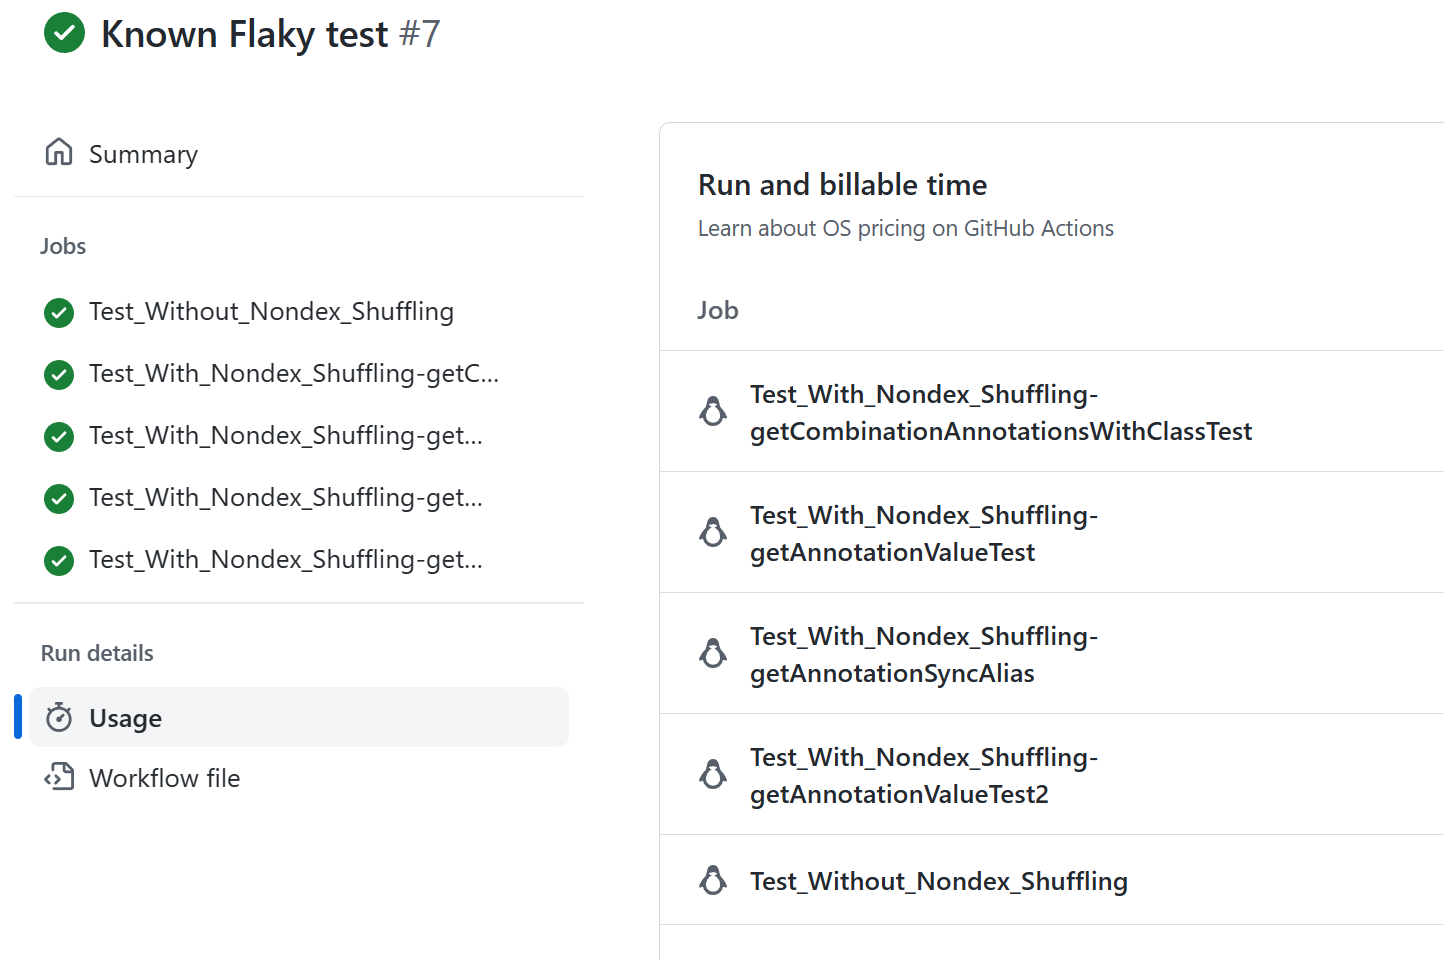 Known Flaky test #7
Summary
Jobs
Test_Without_Nondex_Shuffling
Test_With_Nondex_Shuffling-getC...
Test_With_Nondex_Shuffling-get...
Test_With_Nondex_Shuffling-get...
Test_With_Nondex_Shuffling-get...
Run details
Usage
Workflow file
Run and billable time
Learn about OS pricing on GitHub Actions
Job
Test_With_Nondex_Shuffling-
getCombinationAnnotationsWithClassTest
Test_With_Nondex_Shuffling-
getAnnotationValueTest
Test_With_Nondex_Shuffling-
getAnnotationSyncAlias
Test_With_Nondex_Shuffling-
getAnnotationValueTest2
Test_Without_Nondex_Shuffling